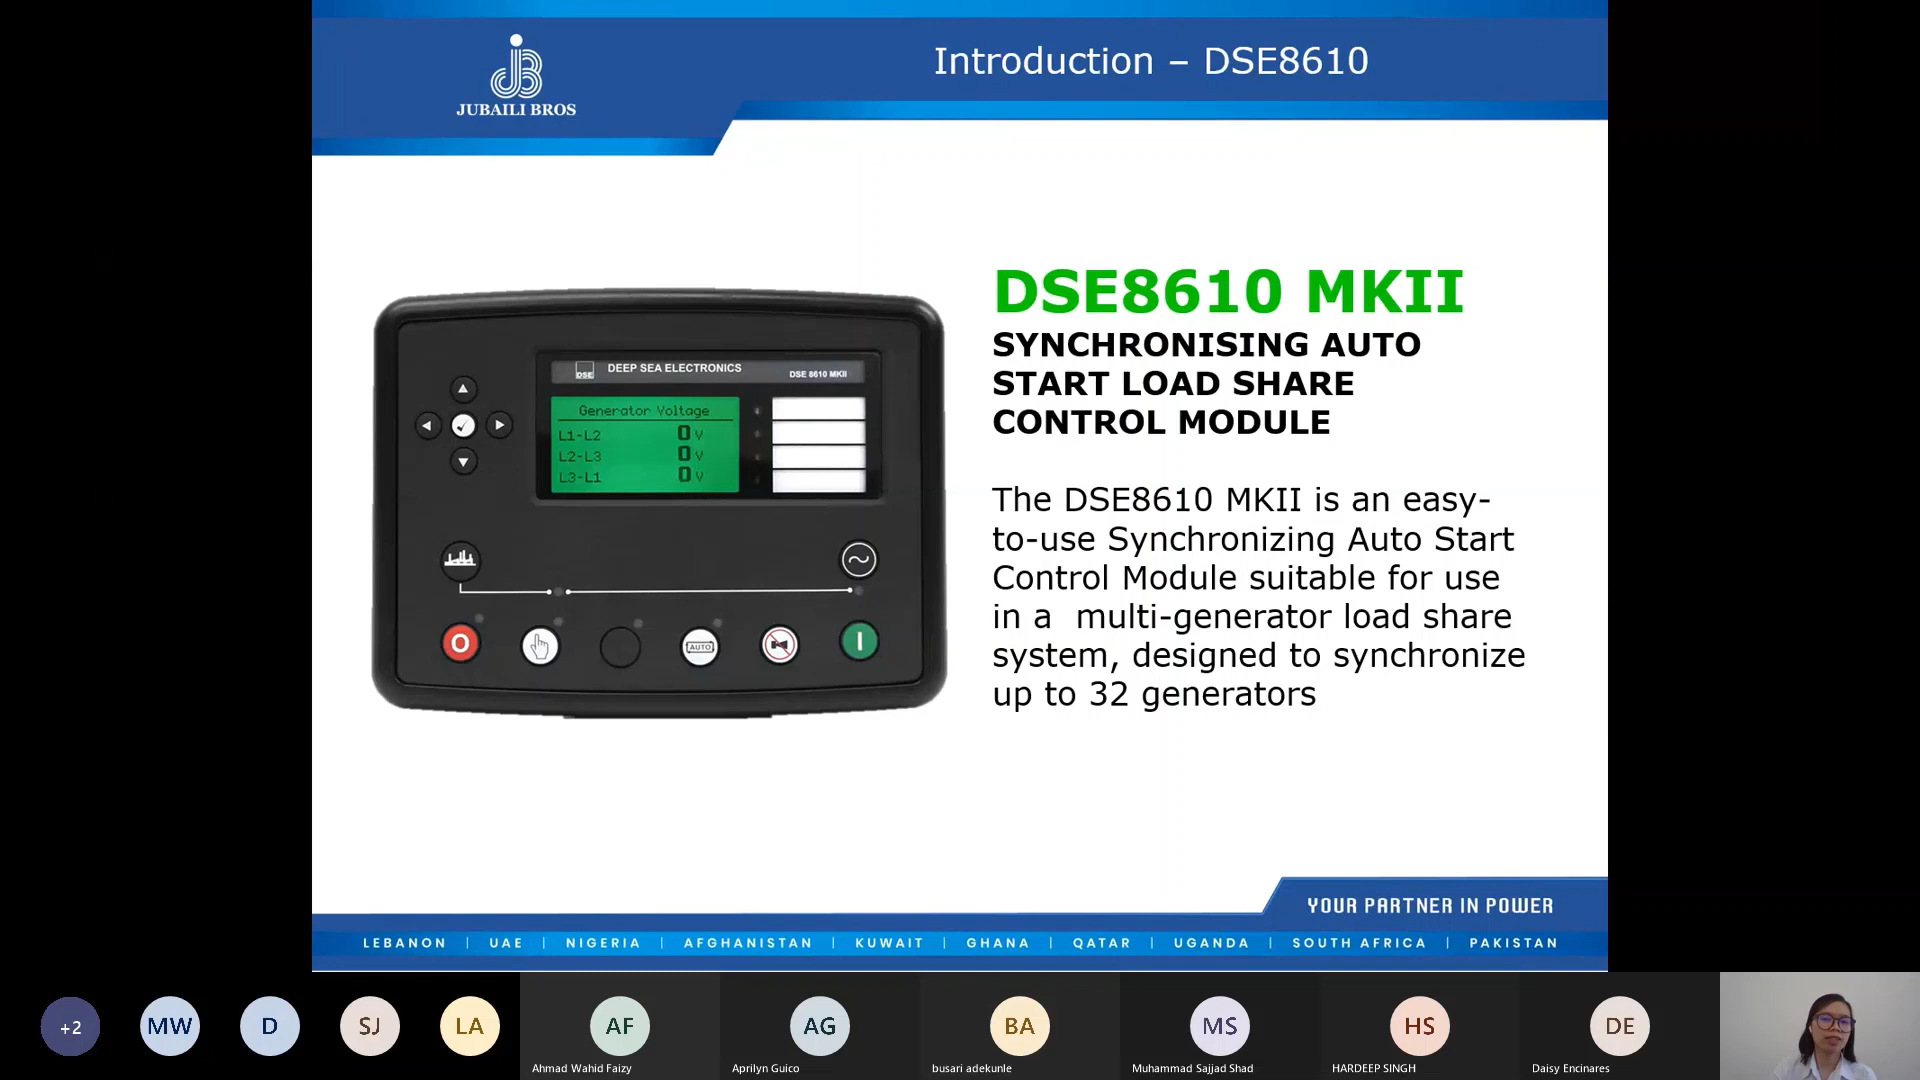 JUBAILI BROS
Introduction – DSE8610
DSE8610 MKII
SYNCHRONISING AUTO
START LOAD SHARE
CONTROL MODULE
The DSE8610 MKII is an easy-
to-use Synchronizing Auto Start
Control Module suitable for use
in a multi-generator load share
system, designed to synchronize
up to 32 generators
DSE DEEP SEA ELECTRONICS DSE 8610 MKII
Generator Voltage
L1-L2 0 V
L2-L3 0 V
L3-L1 0 V
O AUTO I
YOUR PARTNER IN POWER
LEBANON | UAE | NIGERIA | AFGHANISTAN | KUWAIT | GHANA | QATAR | UGANDA | SOUTH AFRICA | PAKISTAN
+2 MW D SJ LA AF AG BA MS HS DE
Ahmad Wahid Faizy Aprilyn Guico busari adekunle Muhammad Sajjad Shad HARDEEP SINGH Daisy Encinares